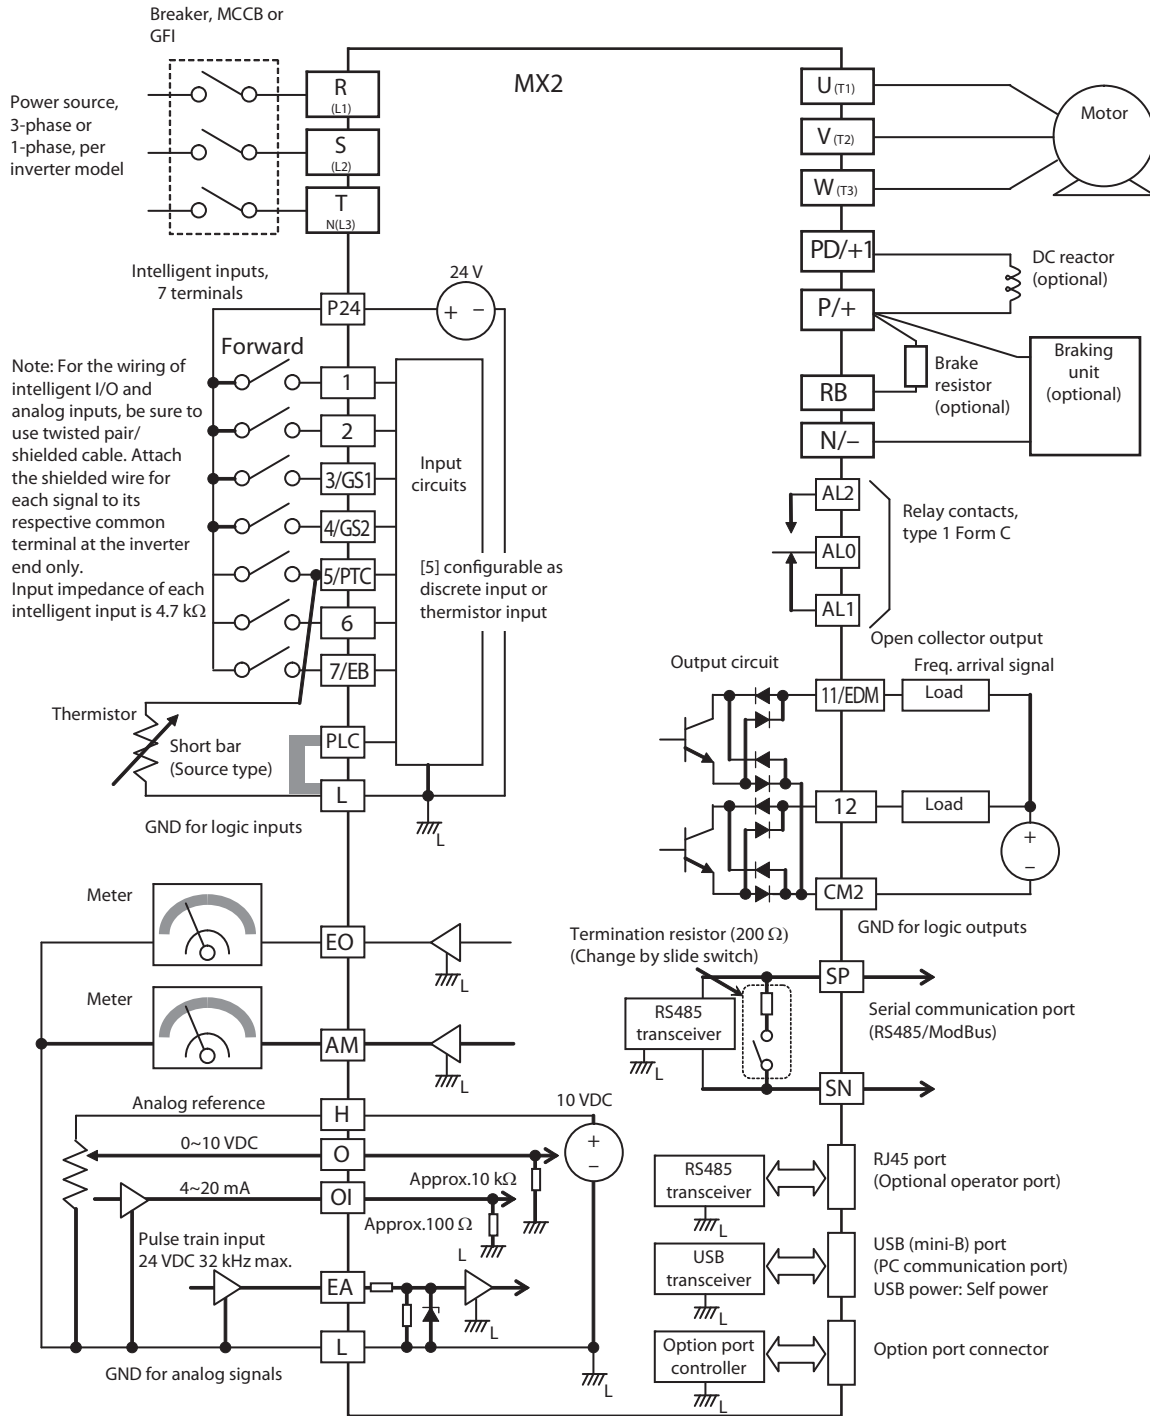 Breaker, MCCB or
GFI
MX2
Power source,
3-phase or
1-phase, per
inverter model
R
(L1)
S
(L2)
T
N(L3)
U (T1)
V (T2)
W (T3)
Motor
PD/+1
P/+
DC reactor
(optional)
Brake
resistor
(optional)
Braking
unit
(optional)
RB
N/–
Intelligent inputs,
7 terminals
24 V
+ –
P24
Forward
Note: For the wiring of
intelligent I/O and
analog inputs, be sure to
use twisted pair/
shielded cable. Attach
the shielded wire for
each signal to its
respective common
terminal at the inverter
end only.
Input impedance of each
intelligent input is 4.7 kΩ
1
2
3/GS1
4/GS2
5/PTC
6
7/EB
Input
circuits
[5] configurable as
discrete input or
thermistor input
AL2
AL0
AL1
Relay contacts,
type 1 Form C
Thermistor
Short bar
(Source type)
PLC
L
L
GND for logic inputs
Open collector output
Output circuit
Freq. arrival signal
11/EDM
Load
12
Load
+
–
CM2
GND for logic outputs
Meter
EO
L
Meter
AM
L
Termination resistor (200 Ω)
(Change by slide switch)
RS485
transceiver
L
SP
Serial communication port
(RS485/ModBus)
SN
Analog reference
H
10 VDC
+
–
0~10 VDC
O
Approx.10 kΩ
4~20 mA
OI
Approx.100 Ω
L
Pulse train input
24 VDC 32 kHz max.
EA
L
L
GND for analog signals
L
RS485
transceiver
L
RJ45 port
(Optional operator port)
USB
transceiver
L
USB (mini-B) port
(PC communication port)
USB power: Self power
Option port
controller
L
Option port connector